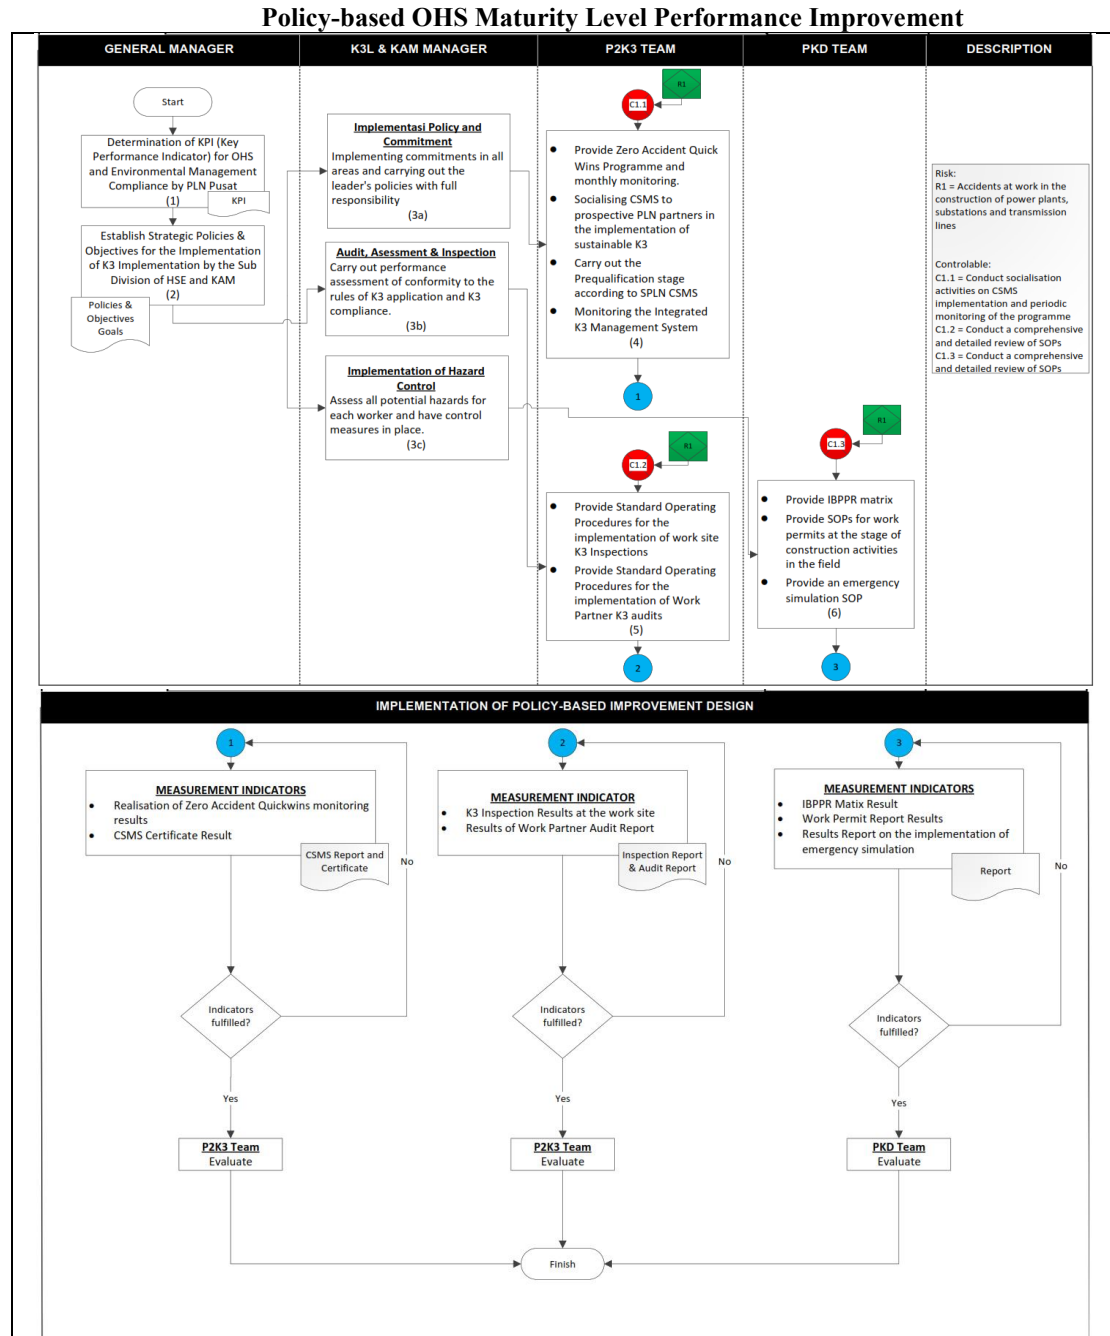 Policy-based OHS Maturity Level Performance Improvement
GENERAL MANAGER
K3L & KAM MANAGER
P2K3 TEAM
PKD TEAM
DESCRIPTION
Start
Determination of KPI (Key
Performance Indicator) for OHS
and Environmental Management
Compliance by PLN Pusat
(1)
KPI
Establish Strategic Policies &
Objectives for the Implementation
of K3 Implementation by the Sub
Division of HSE and KAM
(2)
Policies &
Objectives
Goals
Implementasi Policy and
Commitment
Implementing commitments in all
areas and carrying out the
leader's policies with full
responsibility
(3a)
Audit, Asessment & Inspection
Carry out performance
assessment of conformity to the
rules of K3 application and K3
compliance.
(3b)
Implementation of Hazard
Control
Assess all potential hazards for
each worker and have control
measures in place.
(3c)
R1
C1.1
● Provide Zero Accident Quick
Wins Programme and
monthly monitoring.
● Socialising CSMS to
prospective PLN partners in
the implementation of
sustainable K3
● Carry out the
Prequalification stage
according to SPLN CSMS
● Monitoring the Integrated
K3 Management System
(4)
1
R1
C1.2
● Provide Standard Operating
Procedures for the
implementation of work site
K3 Inspections
● Provide Standard Operating
Procedures for the
implementation of Work
Partner K3 audits
(5)
2
R1
C1.3
● Provide IBPPR matrix
● Provide SOPs for work
permits at the stage of
construction activities
in the field
● Provide an emergency
simulation SOP
(6)
3
Risk:
R1 = Accidents at work in the
construction of power plants,
substations and transmission
lines
Controlable:
C1.1 = Conduct socialisation
activities on CSMS
implementation and periodic
monitoring of the programme
C1.2 = Conduct a comprehensive
and detailed review of SOPs
C1.3 = Conduct a comprehensive
and detailed review of SOPs
IMPLEMENTATION OF POLICY-BASED IMPROVEMENT DESIGN
1
MEASUREMENT INDICATORS
● Realisation of Zero Accident Quickwins monitoring
results
● CSMS Certificate Result
CSMS Report and
Certificate
No
Indicators
fulfilled?
Yes
P2K3 Team
Evaluate
2
MEASUREMENT INDICATOR
● K3 Inspection Results at the work site
● Results of Work Partner Audit Report
Inspection Report
& Audit Report
No
Indicators
fulfilled?
Yes
P2K3 Team
Evaluate
3
MEASUREMENT INDICATORS
● IBPPR Matix Result
● Work Permit Report Results
● Results Report on the implementation of
emergency simulation
Report
No
Indicators
fulfilled?
Yes
PKD Team
Evaluate
Finish